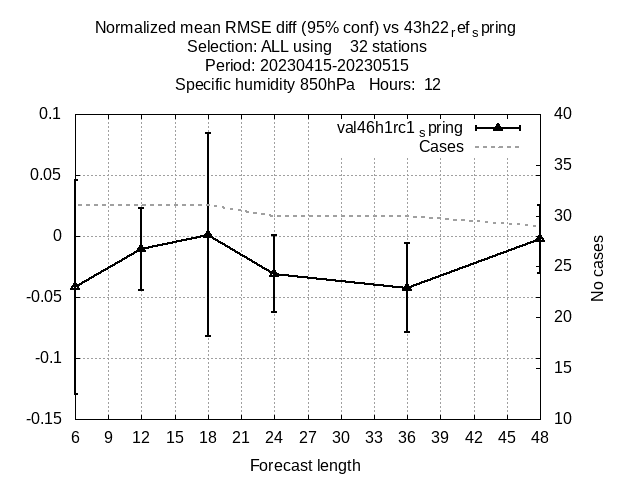 Normalized mean RMSE diff (95% conf) vs 43h22refspring
Selection: ALL using    32 stations
Period: 20230415-20230515
Specific humidity 850hPa   Hours:  12
0.1
0.05
0
-0.05
-0.1
-0.15
val46h1rc1spring
Cases
40
35
30
25
20
15
10
No cases
6 9 12 15 18 21 24 27 30 33 36 39 42 45 48
Forecast length